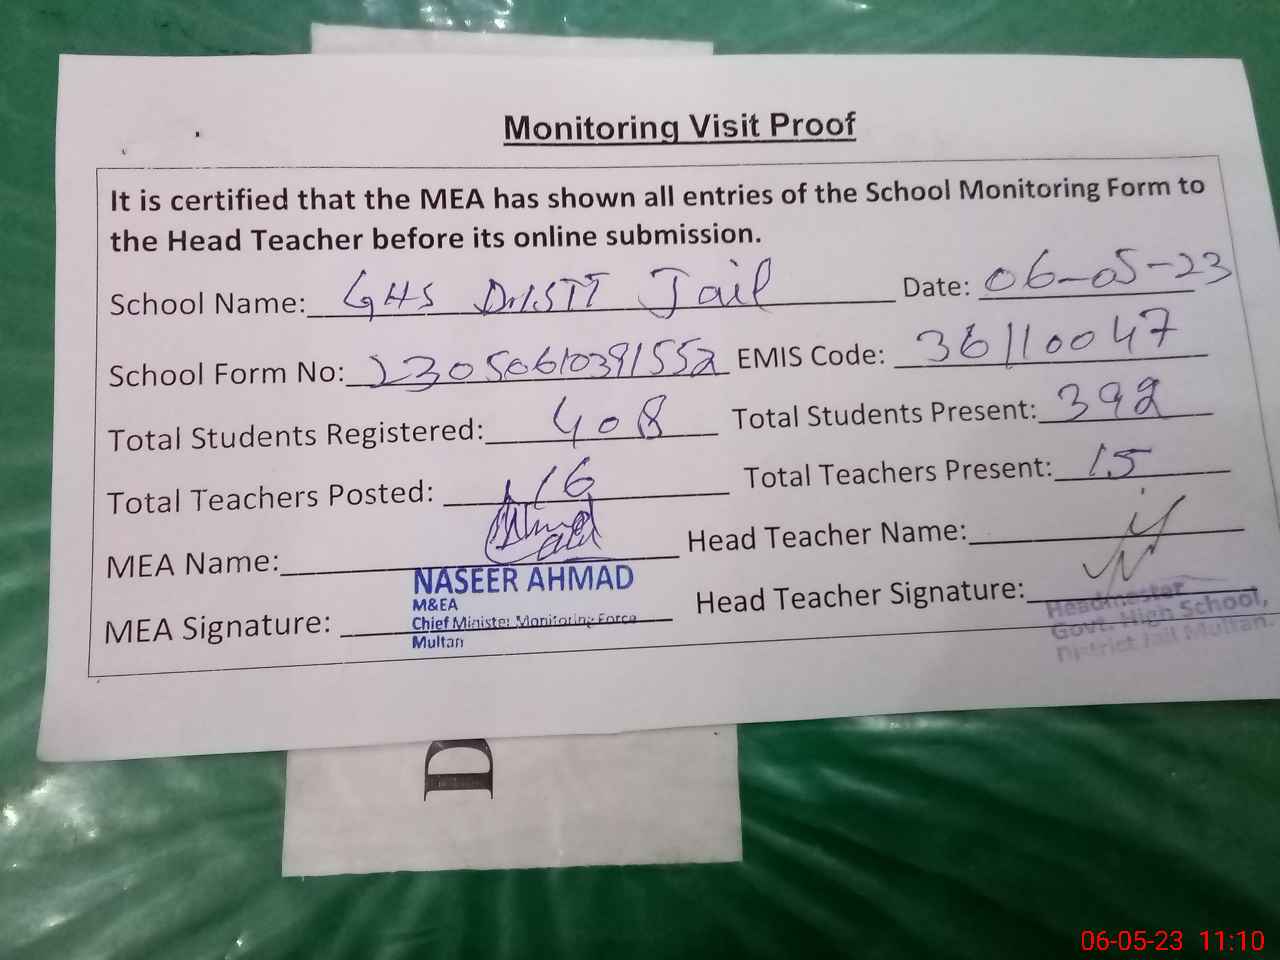 Monitoring Visit Proof
It is certified that the MEA has shown all entries of the School Monitoring Form to
the Head Teacher before its online submission.
School Name: GHS DISTT Jail Date: 06-05-23
School Form No: 23050610391552 EMIS Code: 36110047
Total Students Registered: 408 Total Students Present: 392
Total Teachers Posted: 16 Total Teachers Present: 15
MEA Name: Head Teacher Name:
NASEER AHMAD
M&EA
MEA Signature: Head Teacher Signature:
Chief Minister Monitoring Force
Multan
Headmester
Govt. High School,
District Jail Multan.
D
06-05-23 11:10